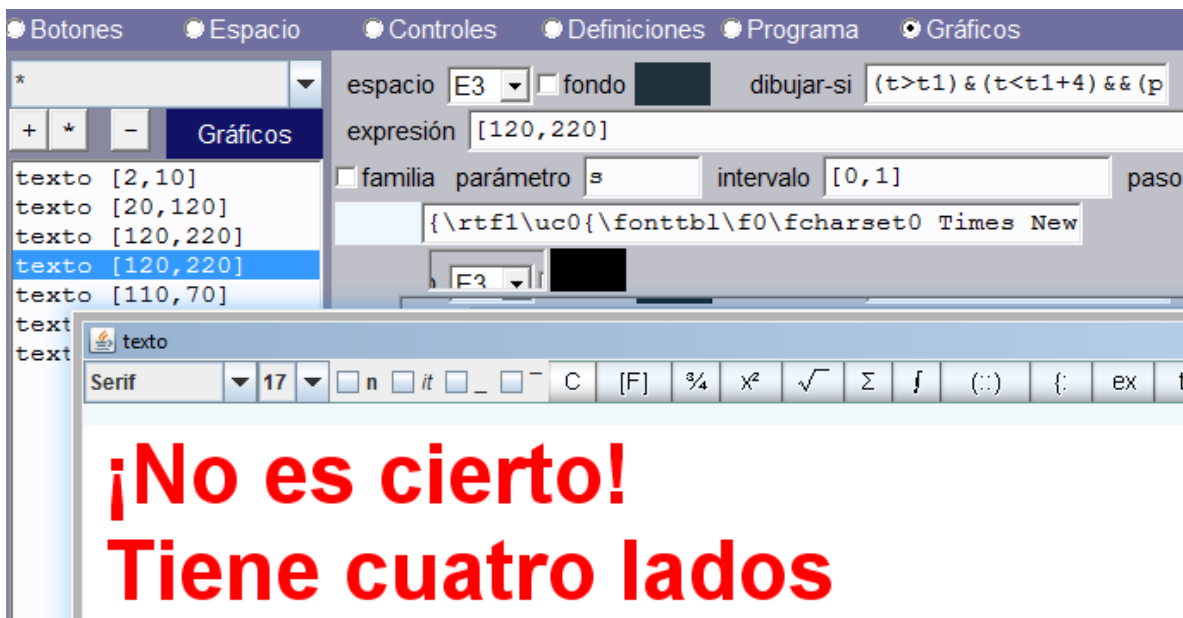 Botones Espacio Controles Definiciones Programa Gráficos
* espacio E3 fondo dibujar-si (t>t1)&(t<t1+4)&&(p
+ * - Gráficos expresión [120,220]
texto [2,10] familia parámetro s intervalo [0,1] paso
texto [20,120]
texto [120,220] {\rtf1\uc0{\fonttbl\f0\fcharset0 Times New
texto [120,220] E3
texto [110,70]
text
text
texto
Serif 17 n it _ ¯ C [F] ¾ x² √ Σ ∫ (::) {: ex t
¡No es cierto!
Tiene cuatro lados